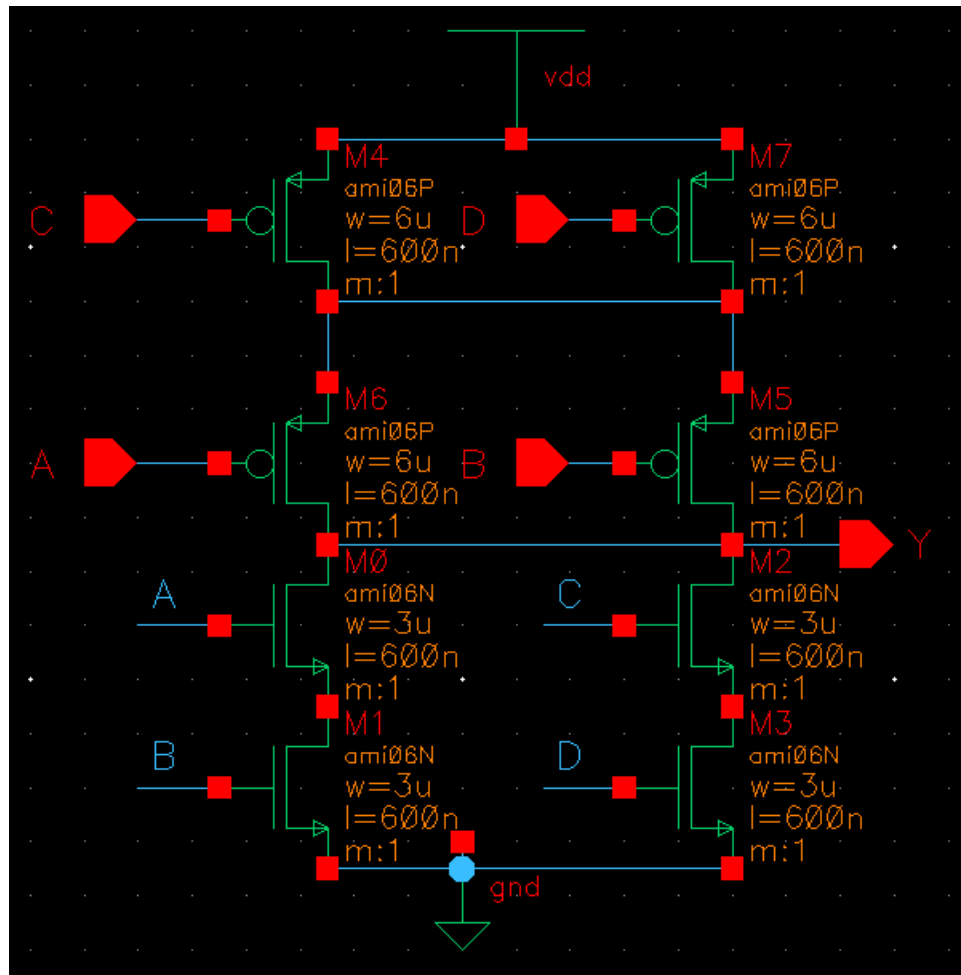 vdd
M4
ami06P
w=6u
l=600n
m:1
C
M7
ami06P
w=6u
l=600n
m:1
D
M6
ami06P
w=6u
l=600n
m:1
A
M5
ami06P
w=6u
l=600n
m:1
B
Y
M0
ami06N
w=3u
l=600n
m:1
A
M2
ami06N
w=3u
l=600n
m:1
C
M1
ami06N
w=3u
l=600n
m:1
B
M3
ami06N
w=3u
l=600n
m:1
D
gnd